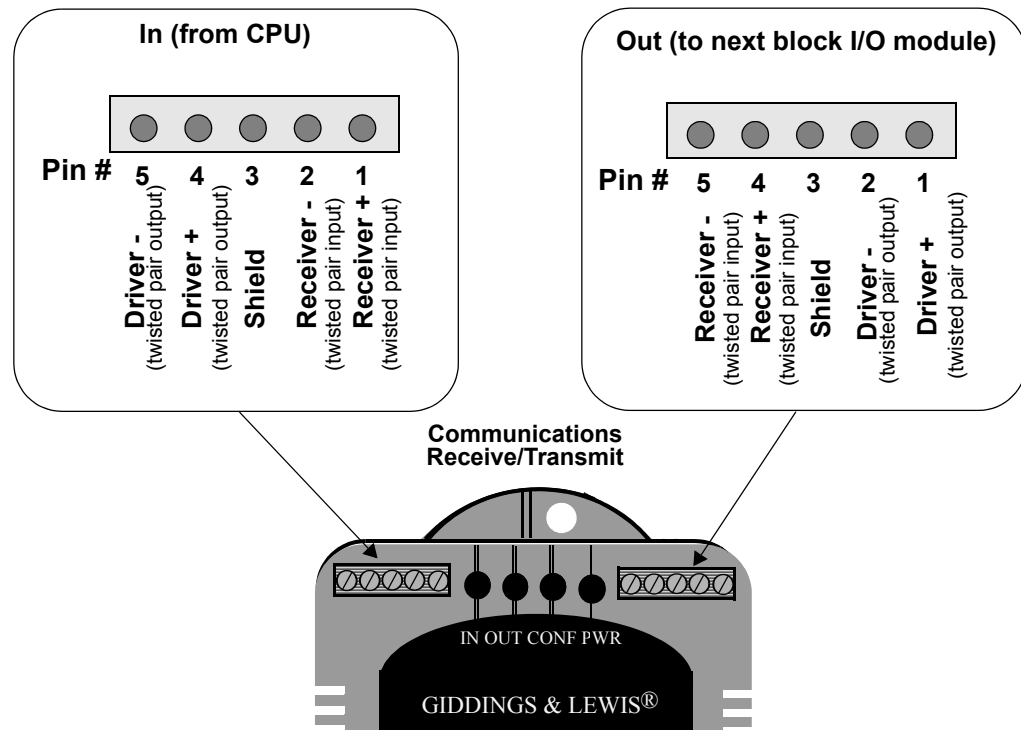 In (from CPU)
Pin # 5 4 3 2 1
Driver -
(twisted pair output)
Driver +
(twisted pair output)
Shield
Receiver -
(twisted pair input)
Receiver +
(twisted pair input)
Out (to next block I/O module)
Pin # 5 4 3 2 1
Receiver -
(twisted pair input)
Receiver +
(twisted pair input)
Shield
Driver -
(twisted pair output)
Driver +
(twisted pair output)
Communications
Receive/Transmit
IN OUT CONF PWR
GIDDINGS & LEWIS®